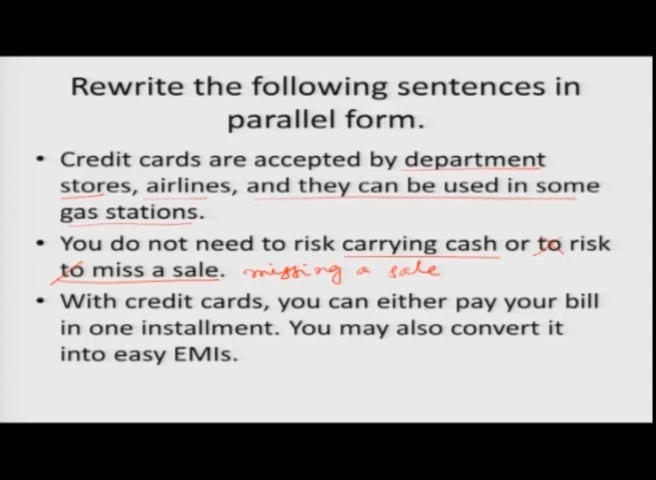 Rewrite the following sentences in
parallel form.
• Credit cards are accepted by department
stores, airlines, and they can be used in some
gas stations.
• You do not need to risk carrying cash or to risk
to miss a sale. missing a sale
• With credit cards, you can either pay your bill
in one installment. You may also convert it
into easy EMIs.